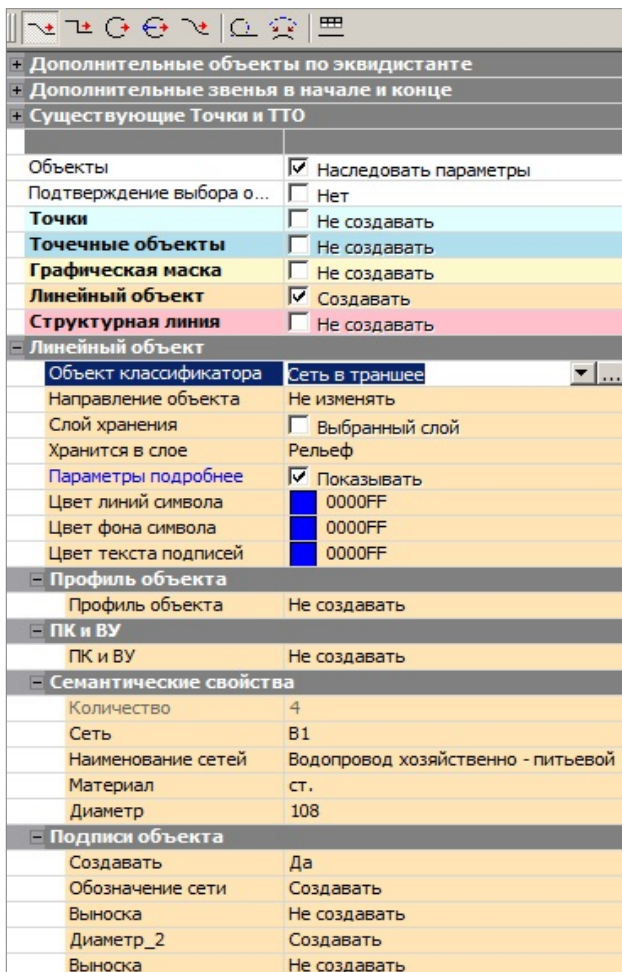 Дополнительные объекты по эквидистанте
Дополнительные звенья в начале и конце
Существующие Точки и ТТО
Объекты Наследовать параметры
Подтверждение выбора о... Нет
Точки Не создавать
Точечные объекты Не создавать
Графическая маска Не создавать
Линейный объект Создавать
Структурная линия Не создавать
Линейный объект
Объект классификатора Сеть в траншее ...
Направление объекта Не изменять
Слой хранения Выбранный слой
Хранится в слое Рельеф
Параметры подробнее Показывать
Цвет линий символа 0000FF
Цвет фона символа 0000FF
Цвет текста подписей 0000FF
Профиль объекта
Профиль объекта Не создавать
ПК и ВУ
ПК и ВУ Не создавать
Семантические свойства
Количество 4
Сеть В1
Наименование сетей Водопровод хозяйственно - питьевой
Материал ст.
Диаметр 108
Подписи объекта
Создавать Да
Обозначение сети Создавать
Выноска Не создавать
Диаметр_2 Создавать
Выноска Не создавать